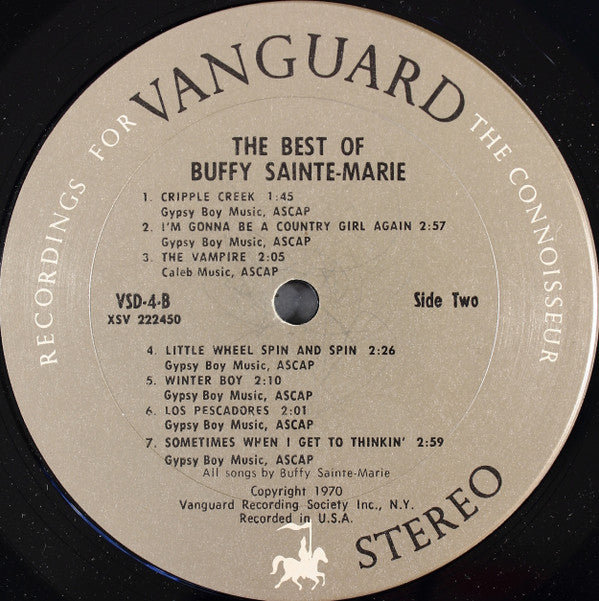 RECORDINGS FOR VANGUARD THE CONNOISSEUR
THE BEST OF
BUFFY SAINTE-MARIE
1. CRIPPLE CREEK 1:45
Gypsy Boy Music, ASCAP
2. I'M GONNA BE A COUNTRY GIRL AGAIN 2:57
Gypsy Boy Music, ASCAP
3. THE VAMPIRE 2:05
Caleb Music, ASCAP
VSD-4-B
XSV 222450
Side Two
4. LITTLE WHEEL SPIN AND SPIN 2:26
Gypsy Boy Music, ASCAP
5. WINTER BOY 2:10
Gypsy Boy Music, ASCAP
6. LOS PESCADORES 2:01
Gypsy Boy Music, ASCAP
7. SOMETIMES WHEN I GET TO THINKIN' 2:59
Gypsy Boy Music, ASCAP
All songs by Buffy Sainte-Marie
Copyright 1970
Vanguard Recording Society Inc., N.Y.
Recorded in U.S.A.
STEREO